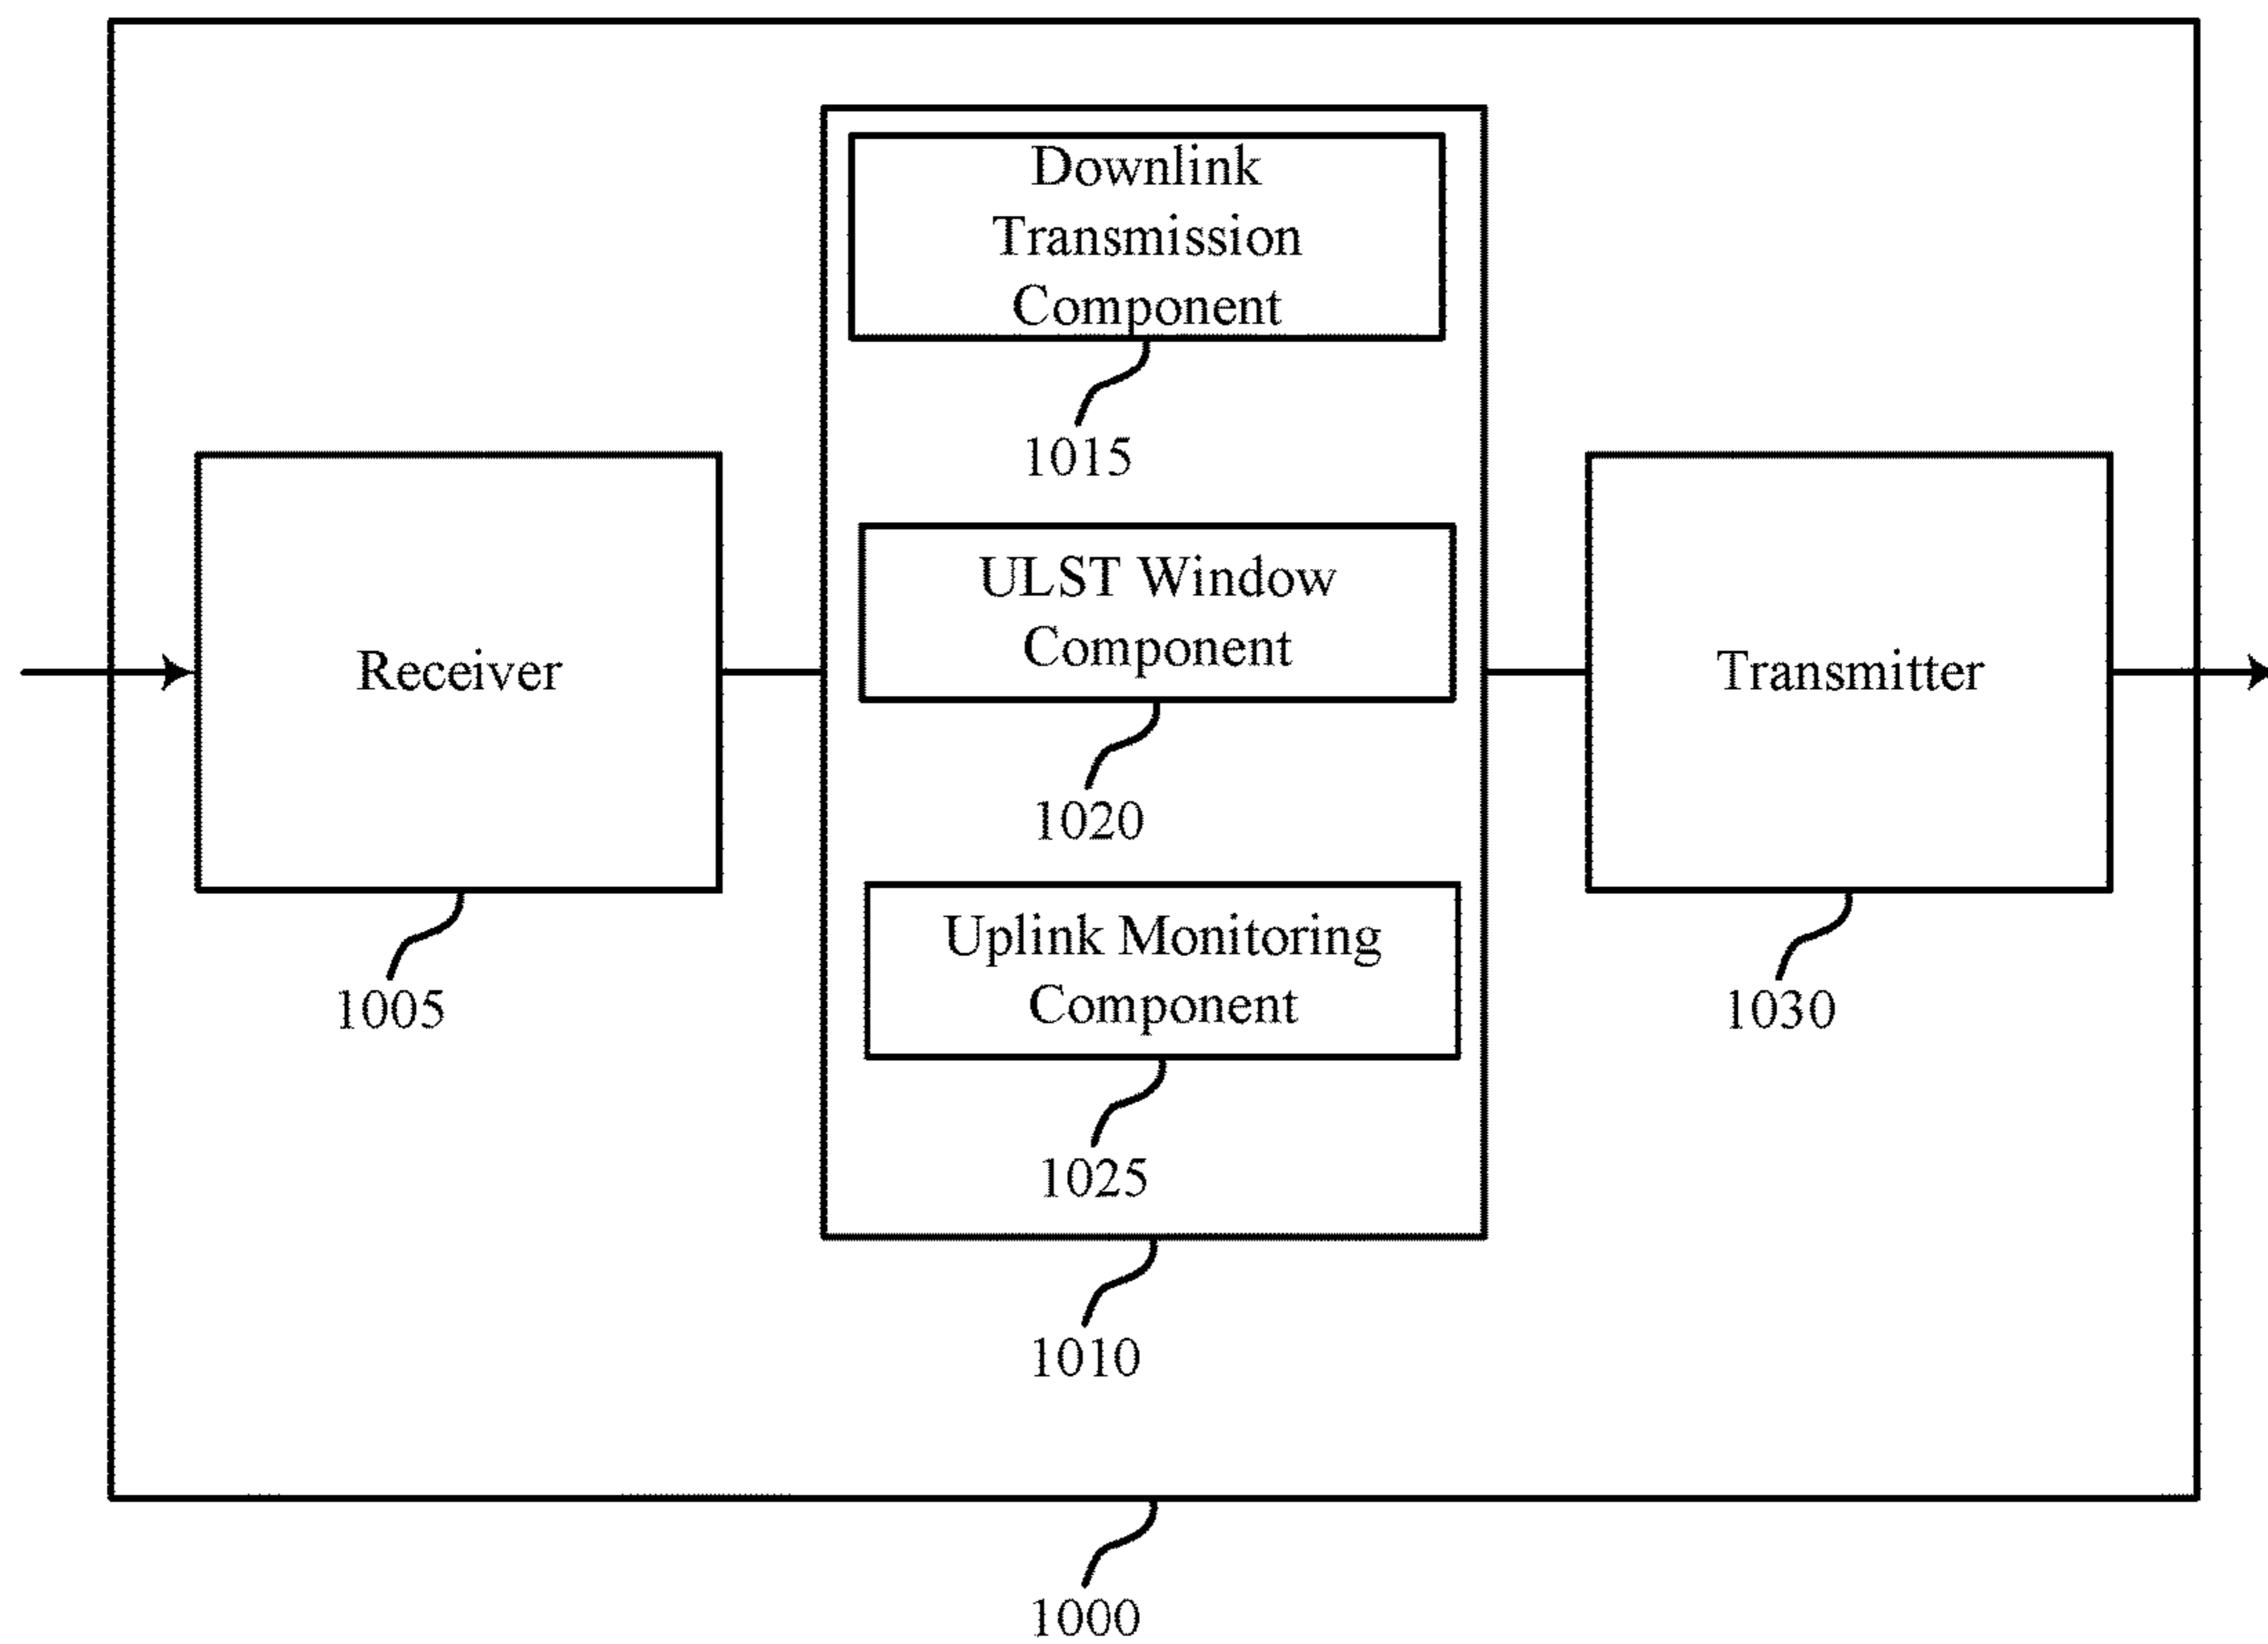 Downlink
Transmission
Component
1015
ULST Window
Component
1020
Receiver
Transmitter
Uplink Monitoring
Component
1005
1030
1025
1010
1000